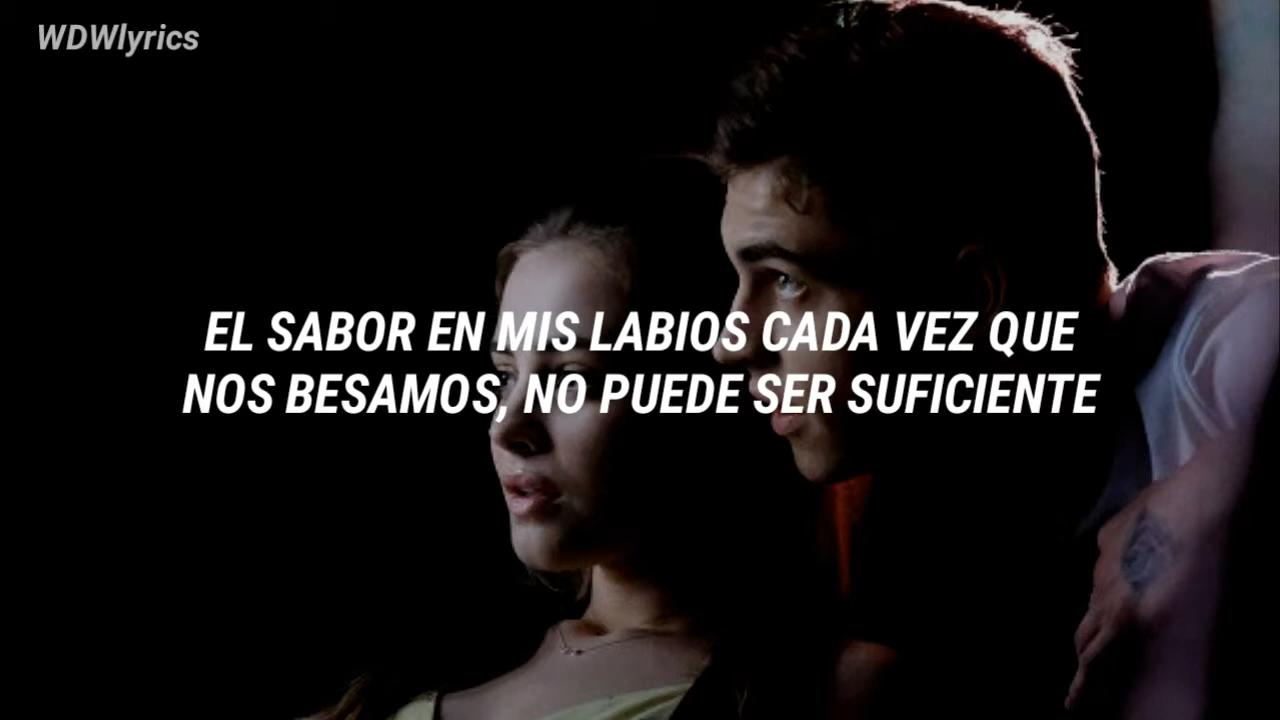 WDWlyrics
EL SABOR EN MIS LABIOS CADA VEZ QUE
NOS BESAMOS, NO PUEDE SER SUFICIENTE